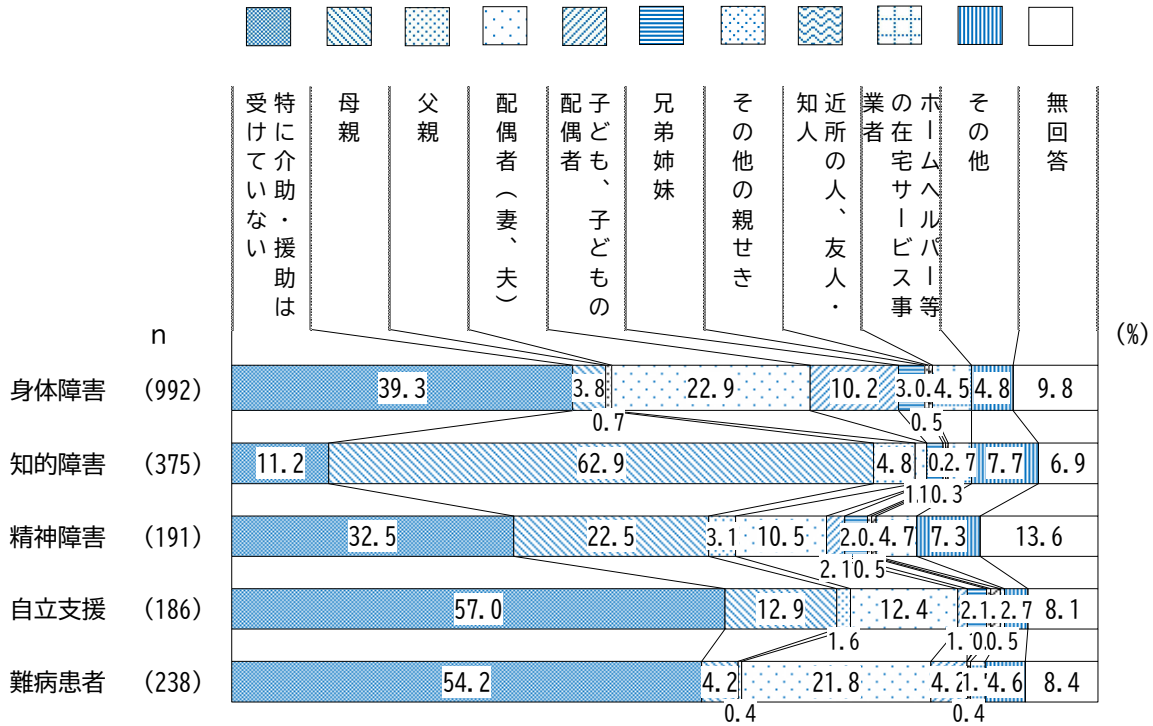 特に介助・援助は
受けていない
母親
父親
配偶者（妻、夫）
子ども、子どもの
配偶者
兄弟姉妹
その他の親せき
近所の人、友人・
知人
ホームヘルパー等
の在宅サービス事
業者
その他
無回答
n
(%)
身体障害 (992) 39.3 3.8 22.9 10.2 4.5 4.8 9.8
0.7 0.5
知的障害 (375) 11.2 62.9 4.8 2.7 7.7 6.9
0.3
精神障害 (191) 32.5 22.5 3.1 10.5 4.7 7.3 13.6
2.1 0.5
自立支援 (186) 57.0 12.9 12.4 2.1 2.7 8.1
1.6 0.5
難病患者 (238) 54.2 4.2 21.8 4.2 4.6 8.4
0.4 0.4